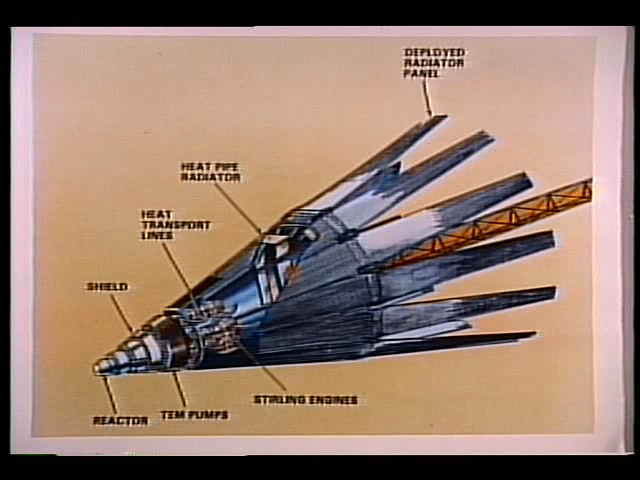 DEPLOYED
RADIATOR
PANEL
HEAT PIPE
RADIATOR
HEAT
TRANSPORT
LINES
SHIELD
STIRLING ENGINES
TEM PUMPS
REACTOR